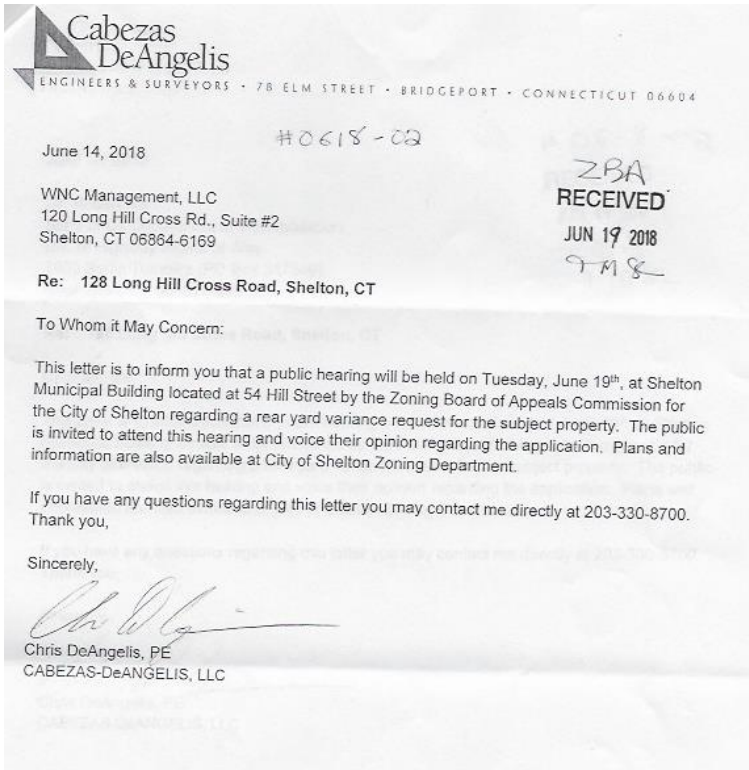 Cabezas
DeAngelis
ENGINEERS & SURVEYORS • 78 ELM STREET • BRIDGEPORT • CONNECTICUT 06604
#0618-02
June 14, 2018
ZBA
RECEIVED
JUN 19 2018
WNC Management, LLC
120 Long Hill Cross Rd., Suite #2
Shelton, CT 06864-6169
Re: 128 Long Hill Cross Road, Shelton, CT
To Whom it May Concern:
This letter is to inform you that a public hearing will be held on Tuesday, June 19th, at Shelton
Municipal Building located at 54 Hill Street by the Zoning Board of Appeals Commission for
the City of Shelton regarding a rear yard variance request for the subject property. The public
is invited to attend this hearing and voice their opinion regarding the application. Plans and
information are also available at City of Shelton Zoning Department.
If you have any questions regarding this letter you may contact me directly at 203-330-8700.
Thank you,
Sincerely,
Chris DeAngelis, PE
CABEZAS-DeANGELIS, LLC